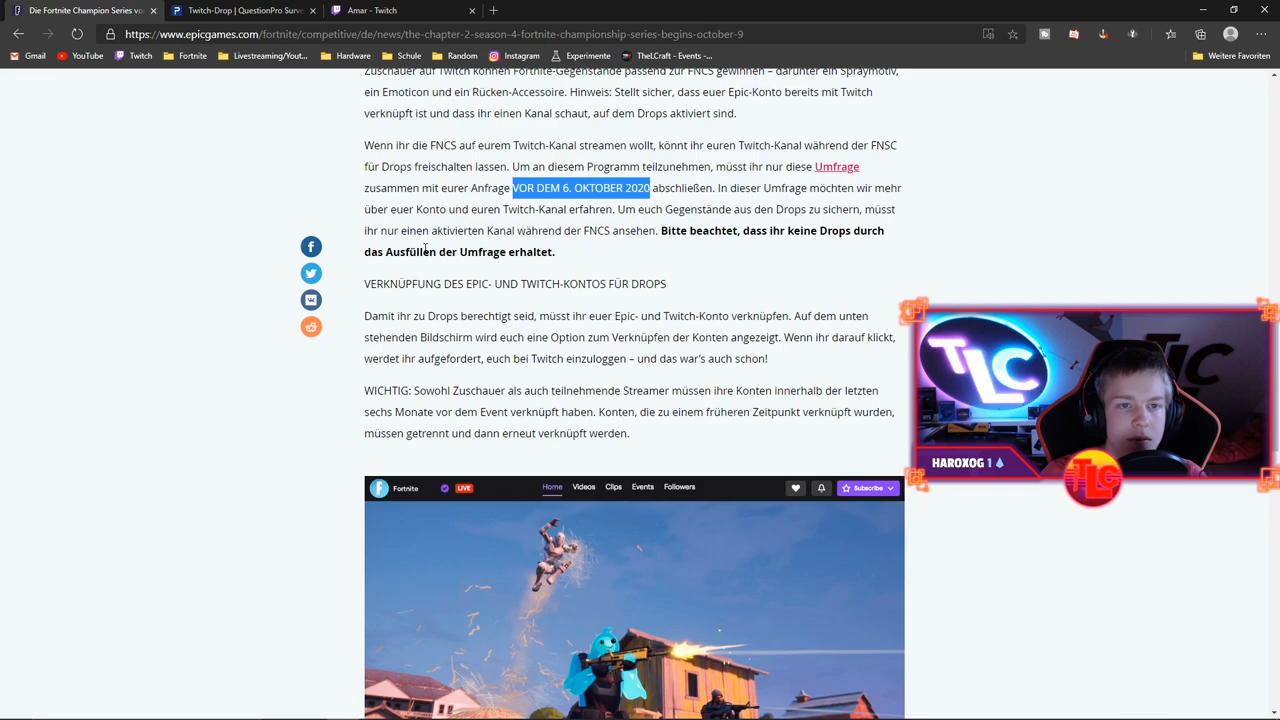 Die Fortnite Champion Series vo
Twitch-Drop | QuestionPro Surve
Amar - Twitch
https://www.epicgames.com/fortnite/competitive/de/news/the-chapter-2-season-4-fortnite-championship-series-begins-october-9
Gmail
YouTube
Twitch
Fortnite
Livestreaming/Yout...
Hardware
Schule
Random
Instagram
Experimente
TheLCraft - Events -...
Weitere Favoriten
Zuschauer auf Twitch können Fortnite-Gegenstände passend zur FNCS gewinnen – darunter ein Spraymotiv,
ein Emoticon und ein Rücken-Accessoire. Hinweis: Stellt sicher, dass euer Epic-Konto bereits mit Twitch
verknüpft ist und dass ihr einen Kanal schaut, auf dem Drops aktiviert sind.
Wenn ihr die FNCS auf eurem Twitch-Kanal streamen wollt, könnt ihr euren Twitch-Kanal während der FNSC
für Drops freischalten lassen. Um an diesem Programm teilzunehmen, müsst ihr nur diese Umfrage
zusammen mit eurer Anfrage VOR DEM 6. OKTOBER 2020 abschließen. In dieser Umfrage möchten wir mehr
über euer Konto und euren Twitch-Kanal erfahren. Um euch Gegenstände aus den Drops zu sichern, müsst
ihr nur einen aktivierten Kanal während der FNCS ansehen. Bitte beachtet, dass ihr keine Drops durch
das Ausfüllen der Umfrage erhaltet.
VERKNÜPFUNG DES EPIC- UND TWITCH-KONTOS FÜR DROPS
Damit ihr zu Drops berechtigt seid, müsst ihr euer Epic- und Twitch-Konto verknüpfen. Auf dem unten
stehenden Bildschirm wird euch eine Option zum Verknüpfen der Konten angezeigt. Wenn ihr darauf klickt,
werdet ihr aufgefordert, euch bei Twitch einzuloggen – und das war's auch schon!
WICHTIG: Sowohl Zuschauer als auch teilnehmende Streamer müssen ihre Konten innerhalb der letzten
sechs Monate vor dem Event verknüpft haben. Konten, die zu einem früheren Zeitpunkt verknüpft wurden,
müssen getrennt und dann erneut verknüpft werden.
Fortnite
LIVE
Home
Videos
Clips
Events
Followers
Subscribe
TLC
TLC
HAROXOG 1
TLC